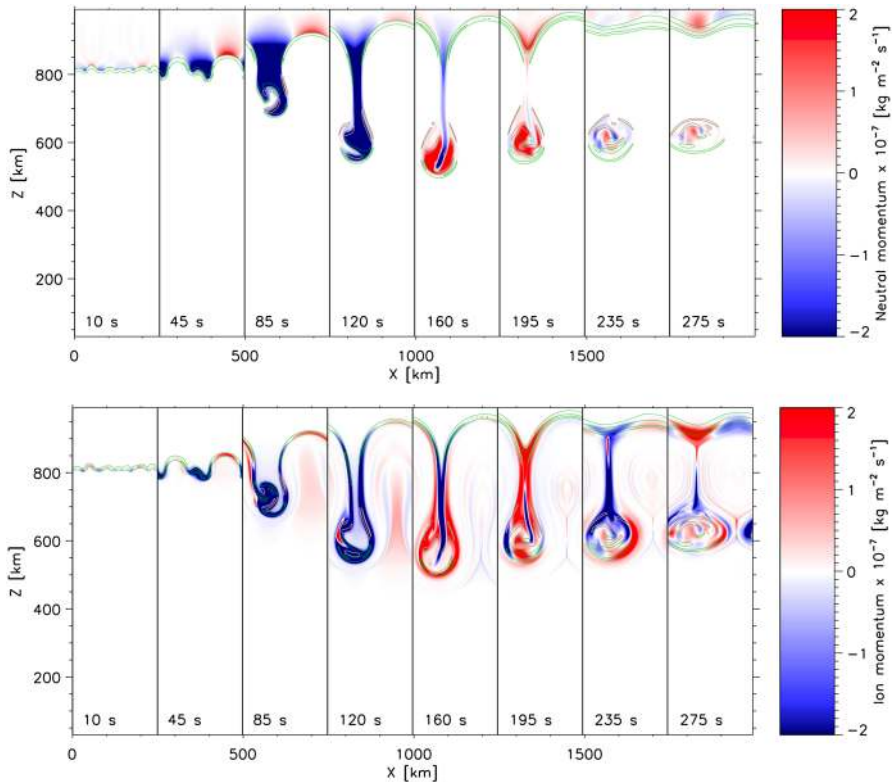 800
600
400
200
Z [km]
10 s
45 s
85 s
120 s
160 s
195 s
235 s
275 s
0
500
1000
1500
X [km]
2
1
0
−1
−2
Neutral momentum x 10⁻⁷ [kg m⁻² s⁻¹]
800
600
400
200
Z [km]
10 s
45 s
85 s
120 s
160 s
195 s
235 s
275 s
0
500
1000
1500
X [km]
2
1
0
−1
−2
Ion momentum x 10⁻⁷ [kg m⁻² s⁻¹]